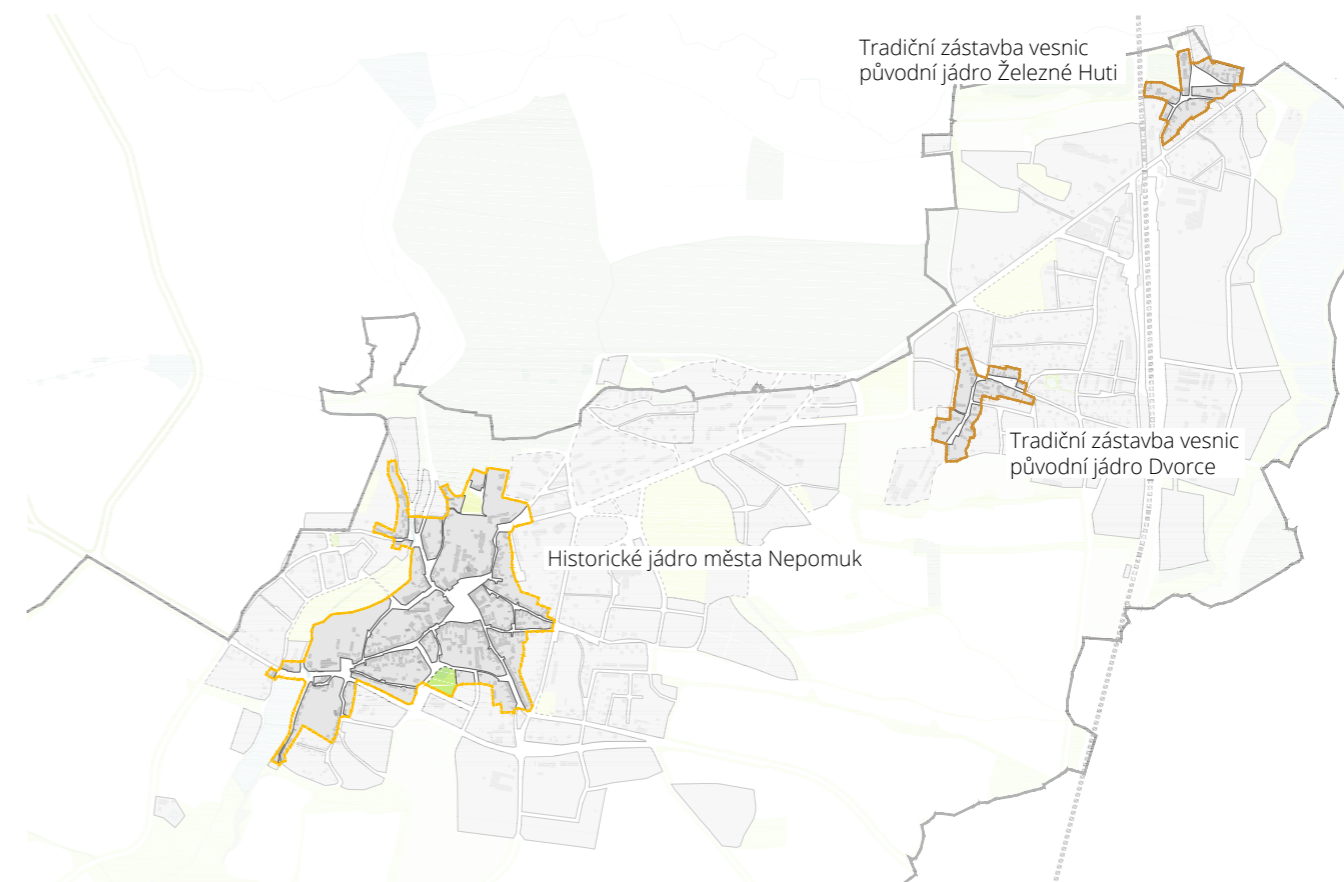 Tradiční zástavba vesnic
původní jádro Železné Huti
Tradiční zástavba vesnic
původní jádro Dvorce
Historické jádro města Nepomuk